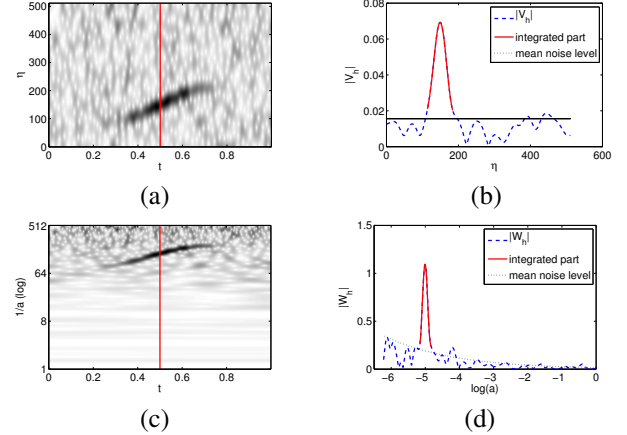 500
400
300
200
100
0
η
0 0.2 0.4 0.6 0.8
t
(a)
0.08
0.06
0.04
0.02
0
|V_h|
|V_h|
integrated part
mean noise level
0 200 400 600
η
(b)
512
64
8
1
1/a (log)
0 0.2 0.4 0.6 0.8
t
(c)
1.5
1
0.5
0
|W_h|
|W_h|
integrated part
mean noise level
−6 −5 −4 −3 −2 −1 0
log(a)
(d)